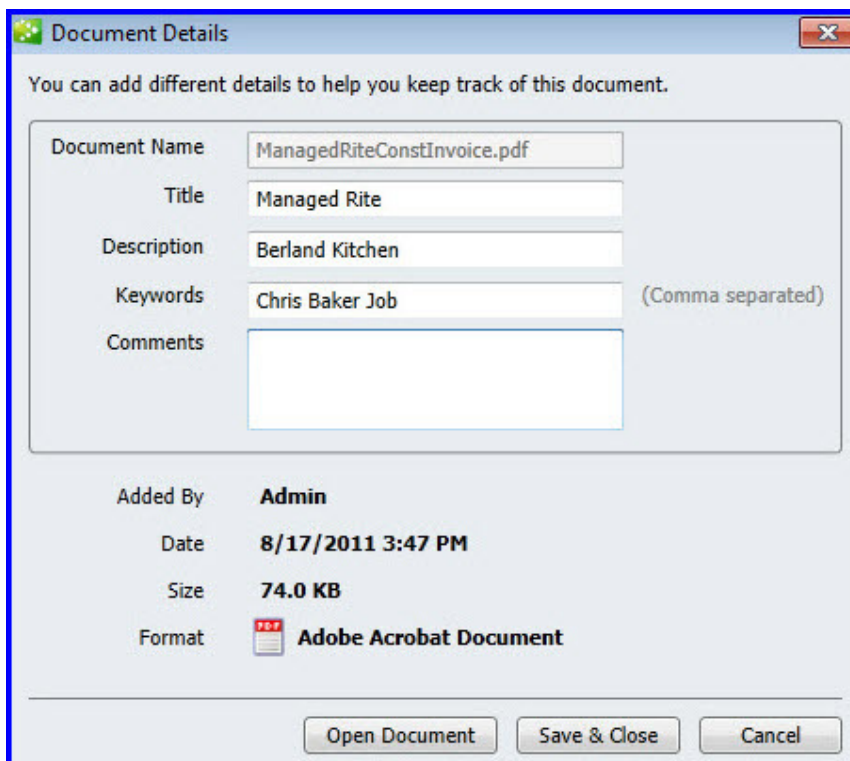 Document Details
You can add different details to help you keep track of this document.
Document Name ManagedRiteConstInvoice.pdf
Title Managed Rite
Description Berland Kitchen
Keywords Chris Baker Job (Comma separated)
Comments
Added By Admin
Date 8/17/2011 3:47 PM
Size 74.0 KB
Format PDF Adobe Acrobat Document
Open Document Save & Close Cancel